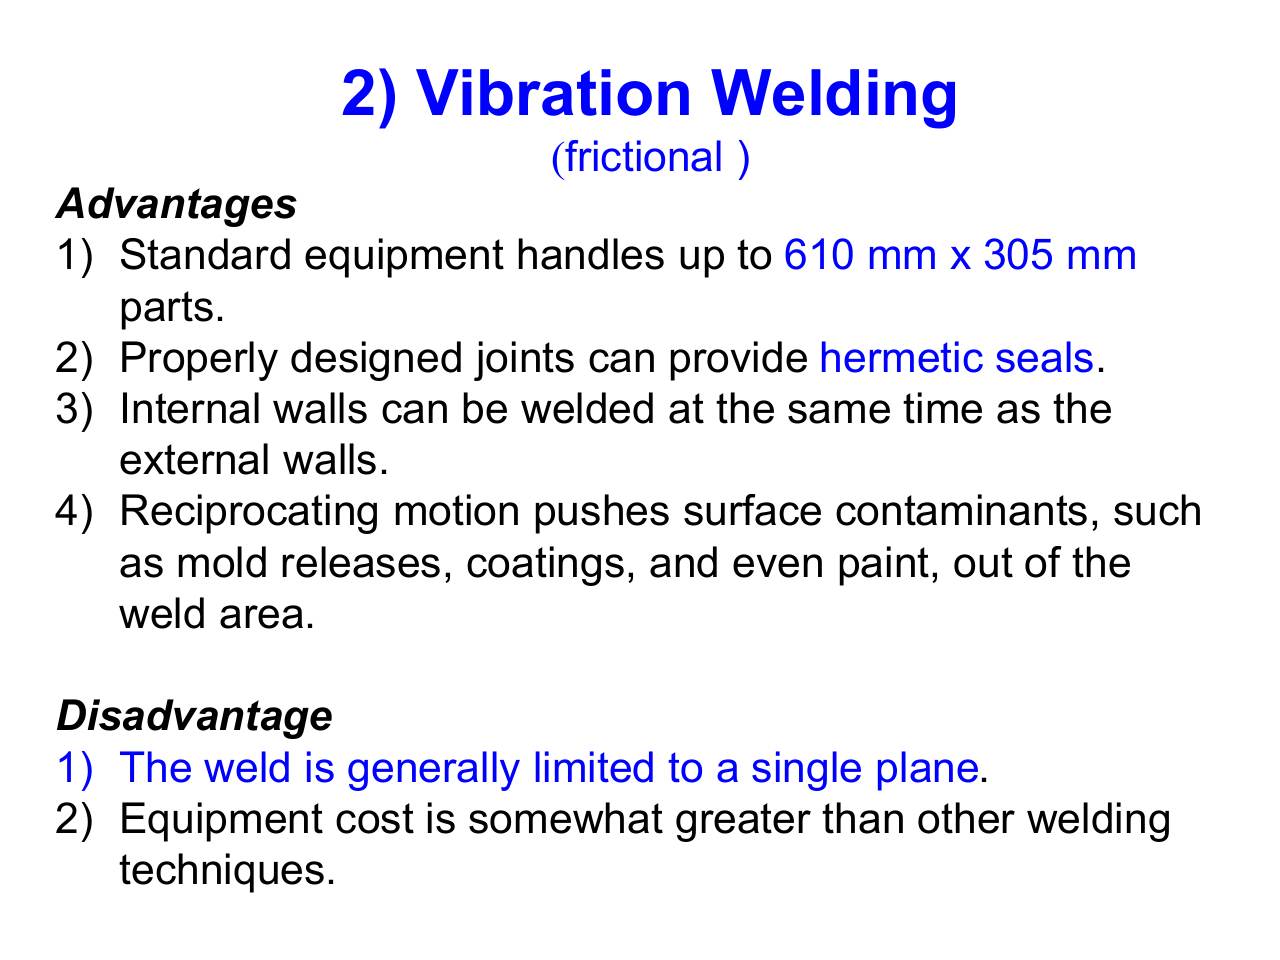 2) Vibration Welding
(frictional )
Advantages
1) Standard equipment handles up to 610 mm x 305 mm
parts.
2) Properly designed joints can provide hermetic seals.
3) Internal walls can be welded at the same time as the
external walls.
4) Reciprocating motion pushes surface contaminants, such
as mold releases, coatings, and even paint, out of the
weld area.
Disadvantage
1) The weld is generally limited to a single plane.
2) Equipment cost is somewhat greater than other welding
techniques.